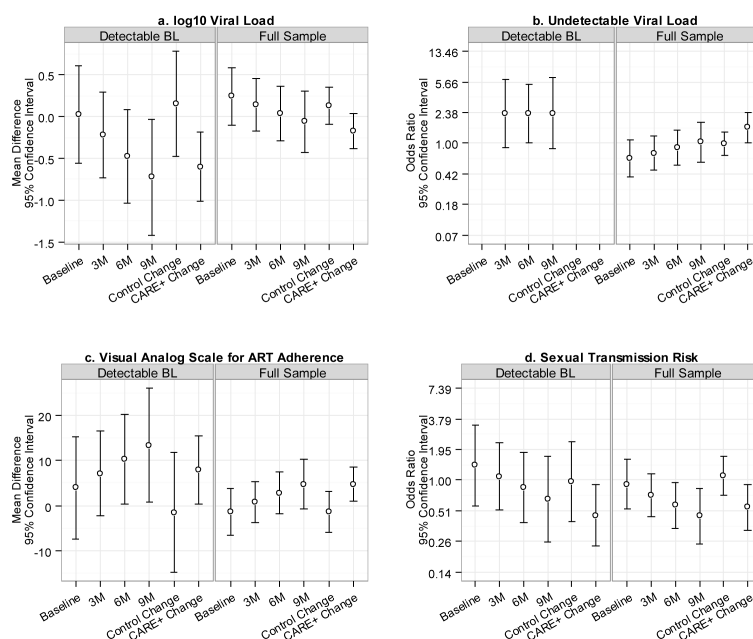 a. log10 Viral Load
Detectable BL
Full Sample
Mean Difference
95% Confidence Interval
0.5
0.0
-0.5
-1.0
-1.5
Baseline
3M
6M
9M
Control Change
CARE+ Change
Baseline
3M
6M
9M
Control Change
CARE+ Change
b. Undetectable Viral Load
Detectable BL
Full Sample
Odds Ratio
95% Confidence Interval
13.46
5.66
2.38
1.00
0.42
0.18
0.07
Baseline
3M
6M
9M
Control Change
CARE+ Change
Baseline
3M
6M
9M
Control Change
CARE+ Change
c. Visual Analog Scale for ART Adherence
Detectable BL
Full Sample
Mean Difference
95% Confidence Interval
20
10
0
-10
Baseline
3M
6M
9M
Control Change
CARE+ Change
Baseline
3M
6M
9M
Control Change
CARE+ Change
d. Sexual Transmission Risk
Detectable BL
Full Sample
Odds Ratio
95% Confidence Interval
7.39
3.79
1.95
1.00
0.51
0.26
0.14
Baseline
3M
6M
9M
Control Change
CARE+ Change
Baseline
3M
6M
9M
Control Change
CARE+ Change